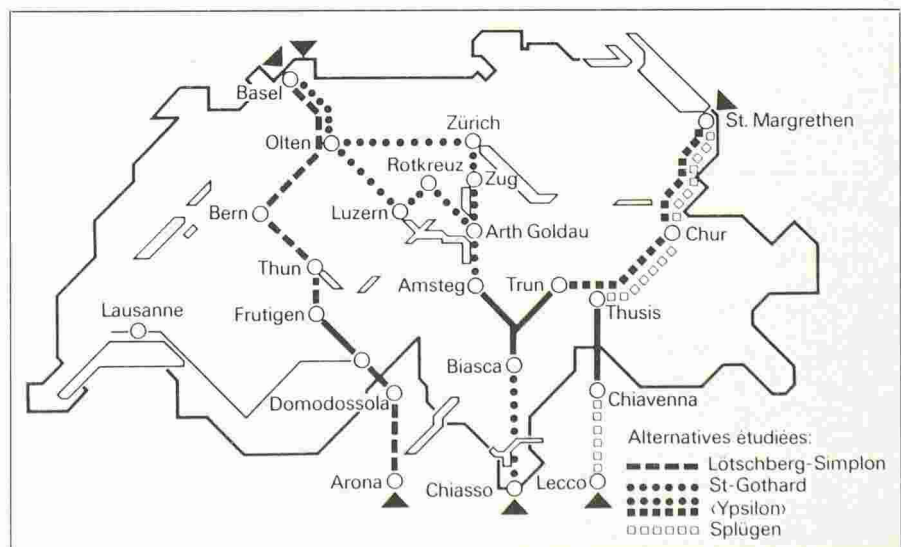 Basel
Olten
Zürich
St. Margrethen
Rotkreuz
Zug
Bern
Luzern
Arth Goldau
Chur
Thun
Amsteg
Trun
Lausanne
Frutigen
Thusis
Biasca
Domodossola
Chiavenna
Arona
Chiasso
Lecco
Alternatives étudiées:
Lötschberg-Simplon
St-Gothard
‹Ypsilon›
Splügen